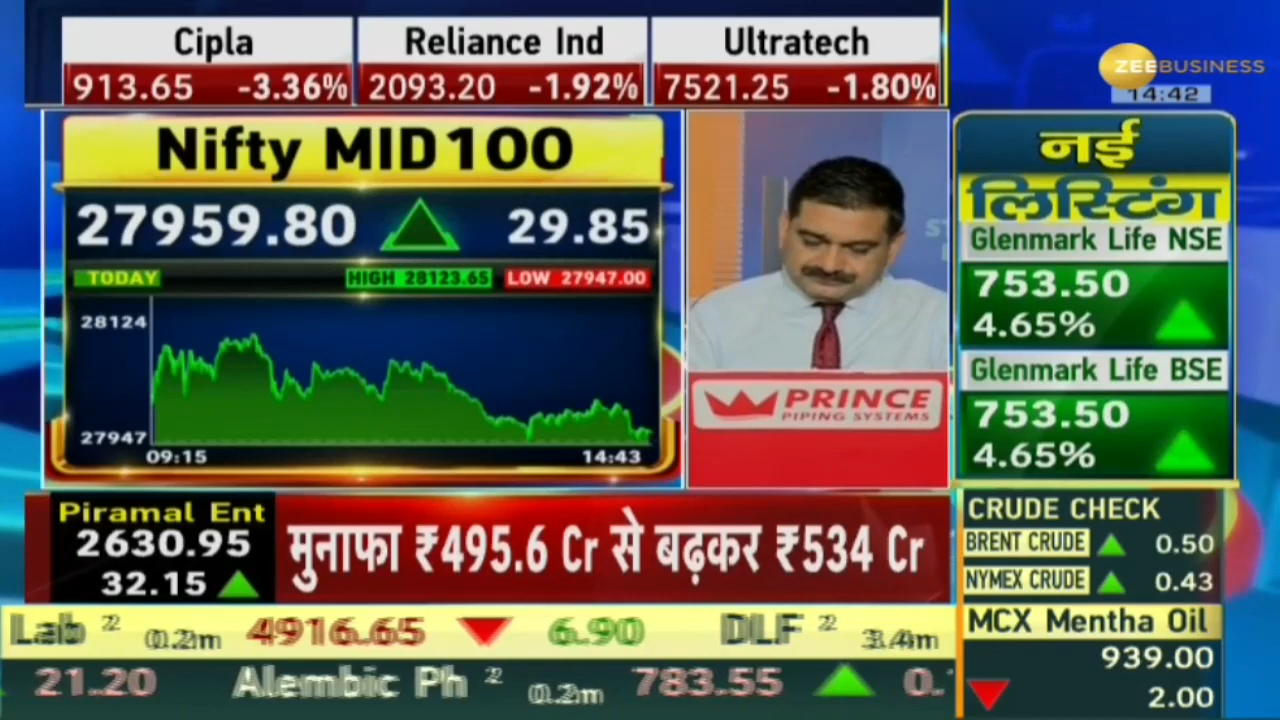 Cipla
913.65 -3.36%
Reliance Ind
2093.20 -1.92%
Ultratech
7521.25 -1.80%
ZEEBUSINESS
14:42
Nifty MID100
27959.80 29.85
TODAY HIGH 28123.65 LOW 27947.00
28124
27947
09:15 14:43
PRINCE
PIPING SYSTEMS
नई
लिस्टिंग
Glenmark Life NSE
753.50
4.65%
Glenmark Life BSE
753.50
4.65%
Piramal Ent
2630.95
32.15
मुनाफा ₹495.6 Cr से बढ़कर ₹534 Cr
CRUDE CHECK
BRENT CRUDE 0.50
NYMEX CRUDE 0.43
MCX Mentha Oil
939.00
2.00
Lab 0.2m 4916.65 6.90 DLF 3.4m
21.20 Alembic Ph 0.2m 783.55 0.